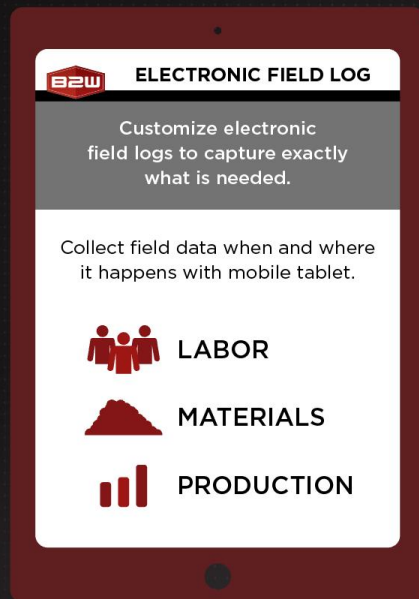 B2W
ELECTRONIC FIELD LOG
Customize electronic
field logs to capture exactly
what is needed.
Collect field data when and where
it happens with mobile tablet.
LABOR
MATERIALS
PRODUCTION